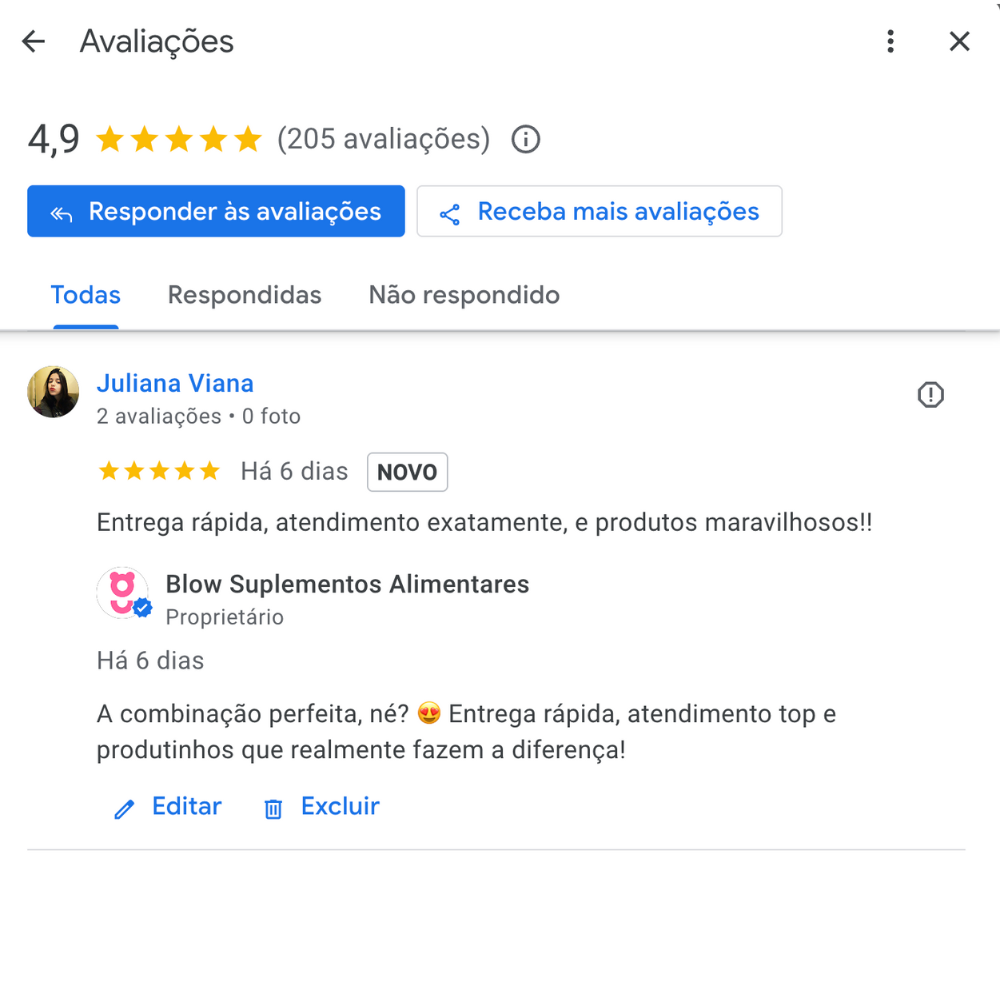 Avaliações
4,9 (205 avaliações)
Responder às avaliações Receba mais avaliações
Todas Respondidas Não respondido
Juliana Viana
2 avaliações • 0 foto
Há 6 dias NOVO
Entrega rápida, atendimento exatamente, e produtos maravilhosos!!
Blow Suplementos Alimentares
Proprietário
Há 6 dias
A combinação perfeita, né? 😍 Entrega rápida, atendimento top e
produtinhos que realmente fazem a diferença!
Editar Excluir